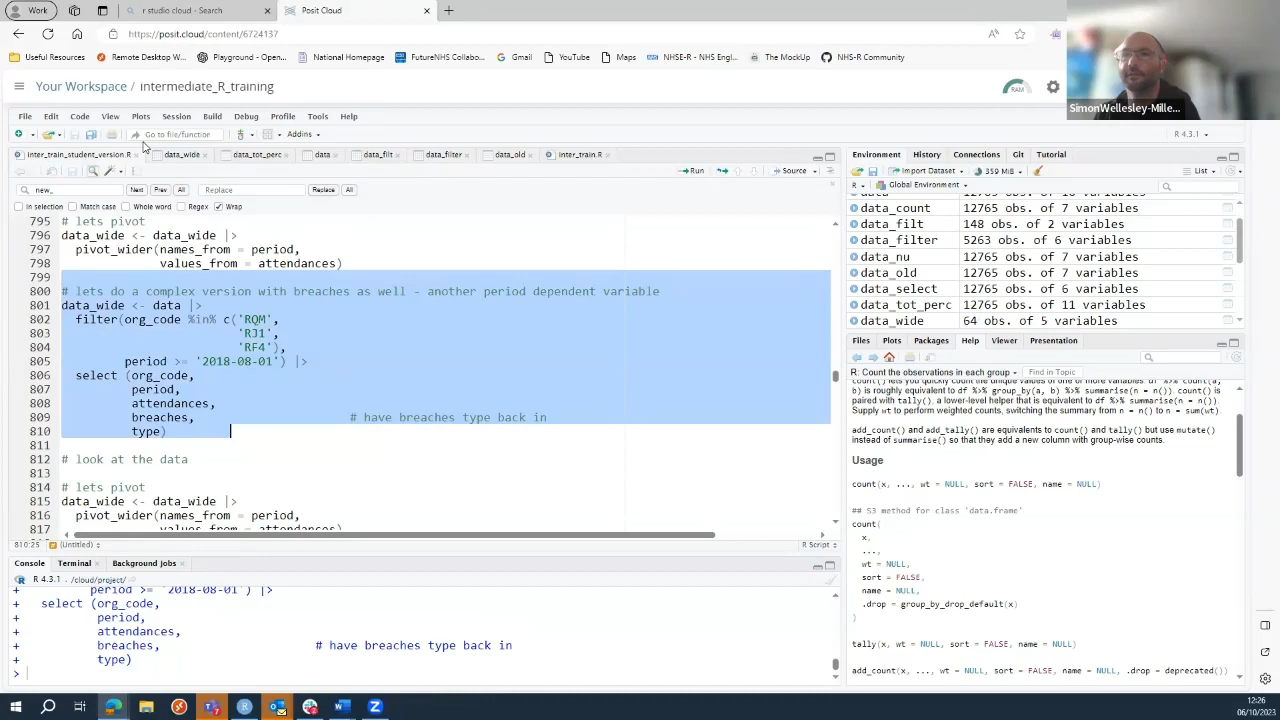 Work
r studio cloud - Search
Posit Cloud
https://posit.cloud/content/6724137
Useful Resources
Remote Desktop W...
Playground - Open...
National Homepage
FutureNHS Collabo...
Gmail
YouTube
Maps
NHSE-R - NHS Engl...
The MockUp
NHS-R Community
SimonWellesley-Mille...
Your Workspace / intermediate_R_training
RAM
File Edit Code View Plots Session Build Debug Profile Tools Help
Go to file/function
Addins
R 4.3.1
inter_train_student_version.R
data_wide
data_tot_perc
data
data_filt
data_filter
data_old
inter_train.R
Run
Source
new_
Next
Prev
All
Replace
Replace
All
In selection
Match case
Whole word
Regex
Wrap
795 # lets pivot
796 data_wide <- data_wide |>
797 pivot_wider(names_from = period,
798 values_from = attendances)
799
800 # lets do a complex version with breaches as well - another period-dependent variable
801 data_wide <- data |>
802 filter(org_code %in% c('RQM',
803 'RJ1',
804 'RF4'),
805 period >= '2018-08-01') |>
806 select (org_code,
807 period,
808 attendances,
809 breaches, # have breaches type back in
810 type)
811
812 # look at the data
813
814 # lets pivot
815 data_wide <- data_wide |>
816 pivot_wider(names_from = period,
817 values_from = attendances)
810:25
(Untitled)
R Script
Console
Terminal
Background Jobs
R 4.3.1 . /cloud/project/
+ period >= '2018-08-01') |>
+ select (org_code,
+ period,
+ attendances,
+ breaches, # have breaches type back in
+ type)
>
Environment History Connections Git Tutorial
Import Dataset
359 MiB
List
R
Global Environment
data 12765 obs. of 10 variables
data_count 12765 obs. of 7 variables
data_filt 148 obs. of 2 variables
data_filter 5263 obs. of 6 variables
data_nu 12765 obs. of 7 variables
data_old 12765 obs. of 7 variables
data_select 12765 obs. of 6 variables
data_tot_perc 12765 obs. of 11 variables
data_wide 64 obs. of 5 variables
Files Plots Packages Help Viewer Presentation
R: Count the observations in each group
Find in Topic
count() lets you quickly count the unique values of one or more variables: df %>% count(a,
b) is roughly equivalent to df %>% group_by(a, b) %>% summarise(n = n()). count() is
paired with tally(), a lower-level helper that is equivalent to df %>% summarise(n = n()).
Supply wt to perform weighted counts, switching the summary from n = n() to n = sum(wt).
add_count() and add_tally() are equivalents to count() and tally() but use mutate()
instead of summarise() so that they add a new column with group-wise counts.
Usage
count(x, ..., wt = NULL, sort = FALSE, name = NULL)
## S3 method for class 'data.frame'
count(
x,
...,
wt = NULL,
sort = FALSE,
name = NULL,
.drop = group_by_drop_default(x)
)
tally(x, wt = NULL, sort = FALSE, name = NULL)
add_count(x, ..., wt = NULL, sort = FALSE, name = NULL, .drop = deprecated())
12:26
06/10/2023